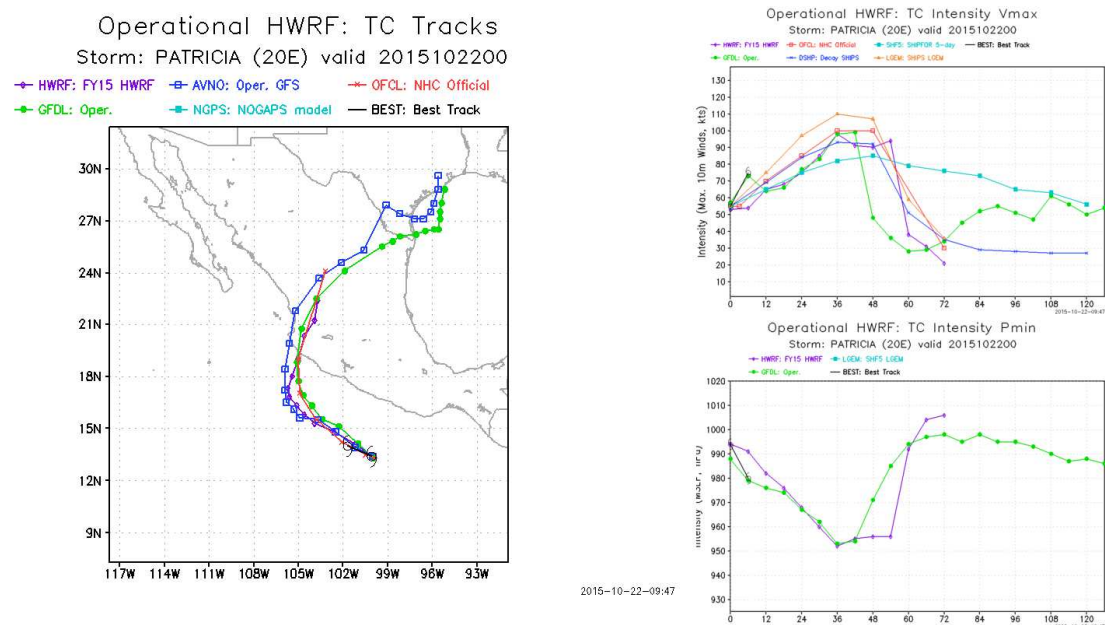 Operational HWRF: TC Tracks
Storm: PATRICIA (20E) valid 2015102200
HWRF: FY15 HWRF AVNO: Oper. GFS OFCL: NHC Official
GFDL: Oper. NGPS: NOGAPS model BEST: Best Track
30N
27N
24N
21N
18N
15N
12N
9N
117W 114W 111W 108W 105W 102W 99W 96W 93W
2015-10-22-09:47
Operational HWRF: TC Intensity Vmax
Storm: PATRICIA (20E) valid 2015102200
HWRF: FY15 HWRF OFCL: NHC Official SHF5: SHIFOR 5-day BEST: Best Track
GFDL: Oper. DSHP: Decay SHIPS LGEM: SHIPS LGEM
Intensity (Max. 10m Winds, kts)
130
120
110
100
90
80
70
60
50
40
30
20
10
0 12 24 36 48 60 72 84 96 108 120
2015-10-22-09:47
Operational HWRF: TC Intensity Pmin
Storm: PATRICIA (20E) valid 2015102200
HWRF: FY15 HWRF LGEM: SHF5 LGEM
GFDL: Oper. BEST: Best Track
Intensity (MSLP, hPa)
1020
1010
1000
990
980
970
960
950
940
930
0 12 24 36 48 60 72 84 96 108 120